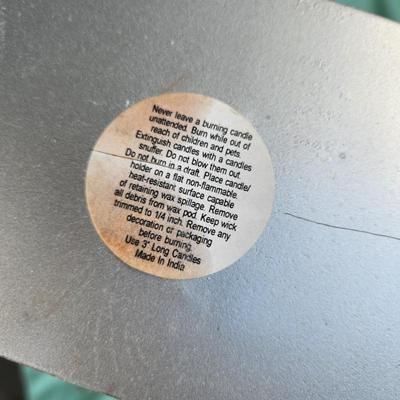 Never leave a burning candle
unattended. Burn while out of
reach of children and pets.
Extinguish candles with a candles
snuffer. Do not blow them out.
Do not burn in a draft. Place candle/
holder on a flat non-flammable
heat-resistant surface capable
of retaining wax spillage. Remove
all debris from wax pod. Keep wick
trimmed to 1/4 inch. Remove any
decoration or packaging
before burning.
Use 3" Long Candles
Made In India